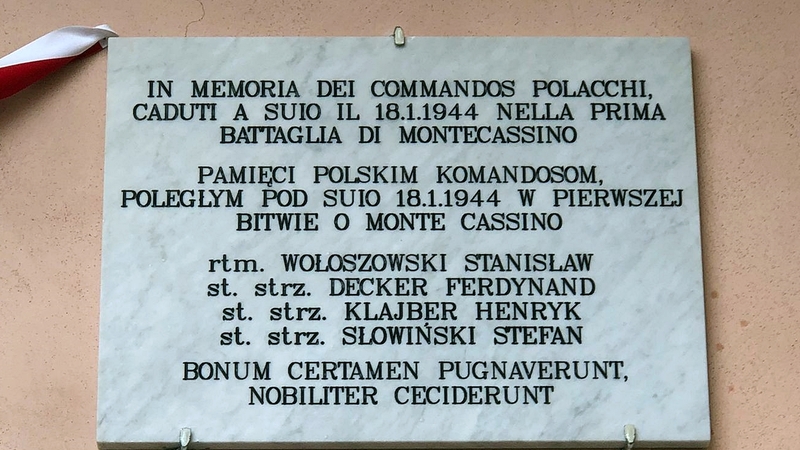 IN MEMORIA DEI COMMANDOS POLACCHI,
CADUTI A SUIO IL 18.1.1944 NELLA PRIMA
BATTAGLIA DI MONTECASSINO
PAMIĘCI POLSKIM KOMANDOSOM,
POLEGŁYM POD SUIO 18.1.1944 W PIERWSZEJ
BITWIE O MONTE CASSINO
rtm. WOŁOSZOWSKI STANISŁAW
st. strz. DECKER FERDYNAND
st. strz. KLAJBER HENRYK
st. strz. SŁOWIŃSKI STEFAN
BONUM CERTAMEN PUGNAVERUNT,
NOBILITER CECIDERUNT